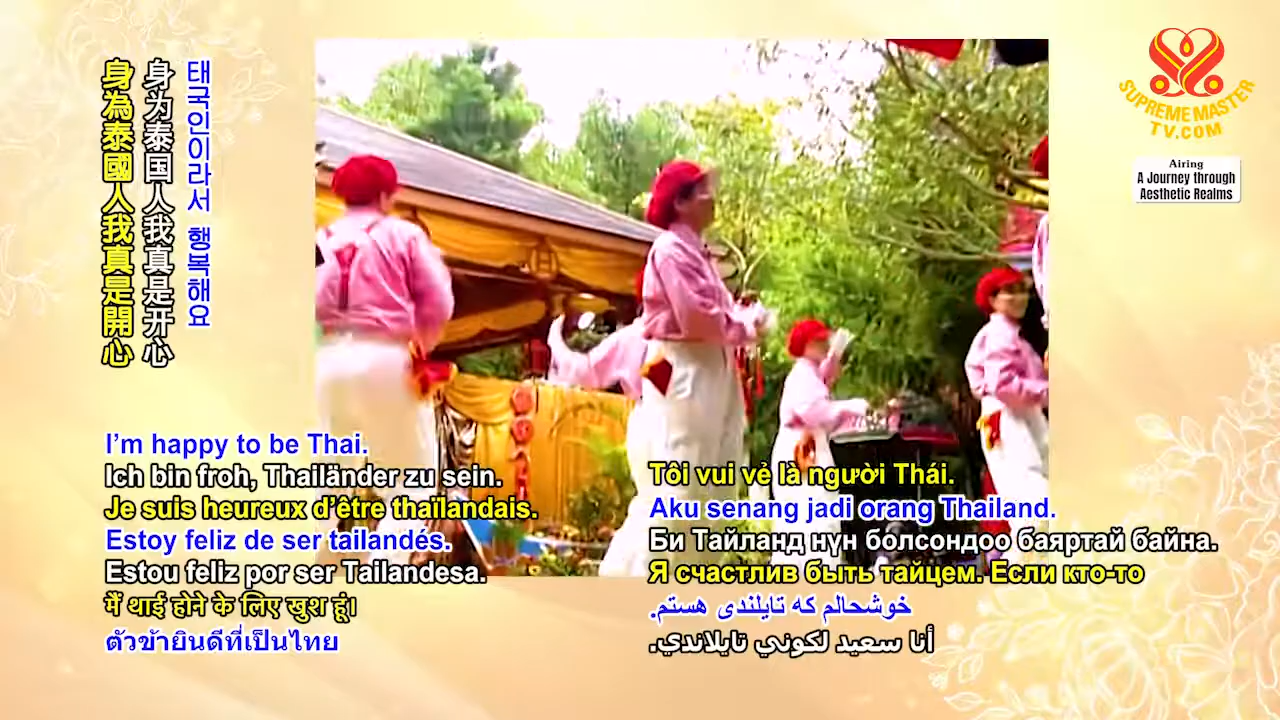 身為泰國人我真是開心
身为泰国人我真是开心
태국인이라서 행복해요
SUPREME MASTER
TV.COM
Airing
A Journey through
Aesthetic Realms
I'm happy to be Thai.
Ich bin froh, Thailänder zu sein.
Je suis heureux d'être thaïlandais.
Estoy feliz de ser tailandés.
Estou feliz por ser Tailandesa.
मैं थाई होने के लिए खुश हूं।
ตัวข้ายินดีที่เป็นไทย
Tôi vui vẻ là người Thái.
Aku senang jadi orang Thailand.
Би Тайланд нүн болсондоо баяртай байна.
Я счастлив быть тайцем. Если кто-то
خوشحالم که تایلندی هستم.
أنا سعيد لكوني تايلاندي.